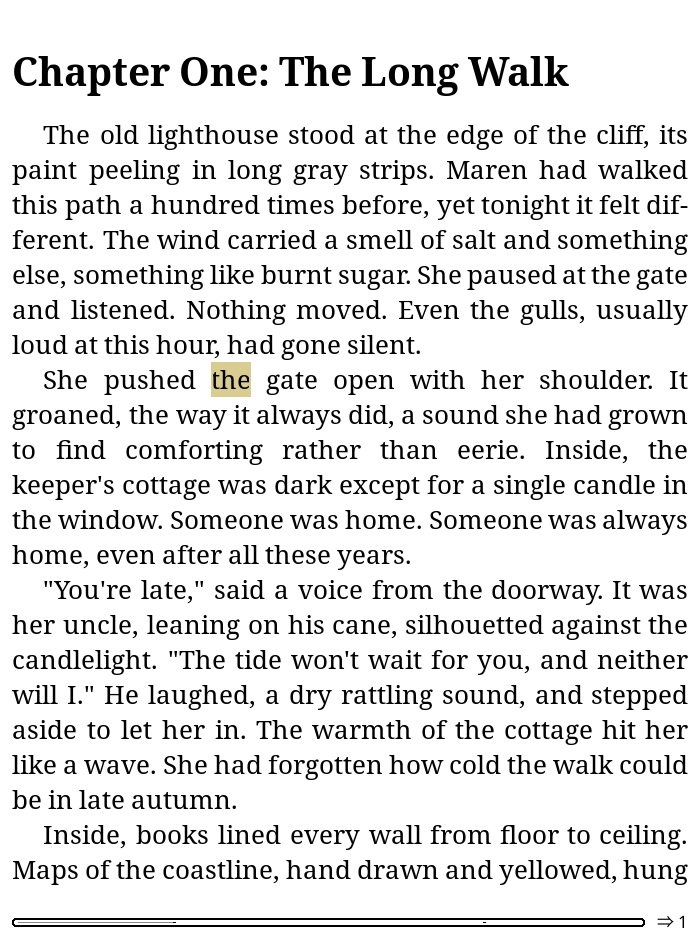 Chapter One: The Long Walk
The old lighthouse stood at the edge of the cliff, its
paint peeling in long gray strips. Maren had walked
this path a hundred times before, yet tonight it felt dif-
ferent. The wind carried a smell of salt and something
else, something like burnt sugar. She paused at the gate
and listened. Nothing moved. Even the gulls, usually
loud at this hour, had gone silent.
She pushed the gate open with her shoulder. It
groaned, the way it always did, a sound she had grown
to find comforting rather than eerie. Inside, the
keeper's cottage was dark except for a single candle in
the window. Someone was home. Someone was always
home, even after all these years.
"You're late," said a voice from the doorway. It was
her uncle, leaning on his cane, silhouetted against the
candlelight. "The tide won't wait for you, and neither
will I." He laughed, a dry rattling sound, and stepped
aside to let her in. The warmth of the cottage hit her
like a wave. She had forgotten how cold the walk could
be in late autumn.
Inside, books lined every wall from floor to ceiling.
Maps of the coastline, hand drawn and yellowed, hung
⇒ 1